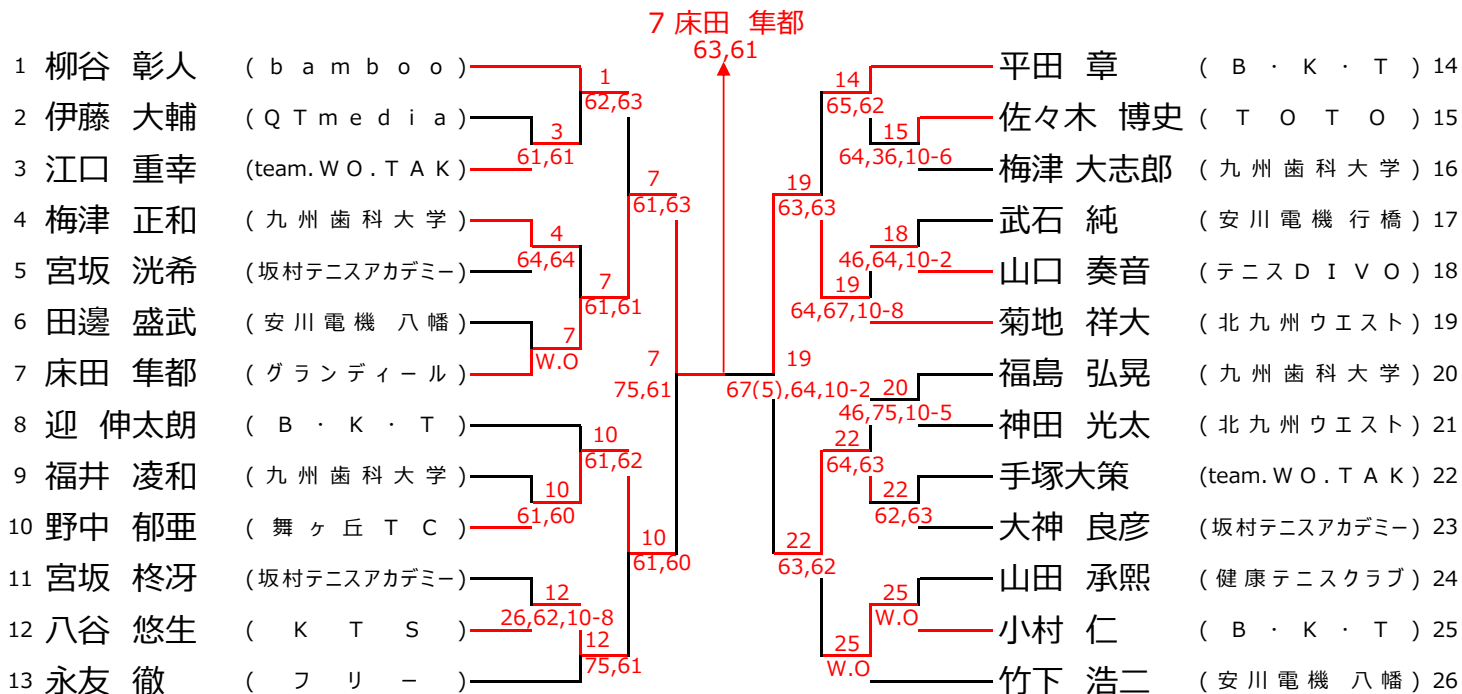 7 床田 隼都
63,61
1 柳谷 彰人 (bamboo)
2 伊藤 大輔 (QTmedia)
3 江口 重幸 (team.WO.TAK)
4 梅津 正和 (九州歯科大学)
5 宮坂 洸希 (坂村テニスアカデミー)
6 田邊 盛武 (安川電機 八幡)
7 床田 隼都 (グランディール)
8 迎 伸太朗 (B・K・T)
9 福井 凌和 (九州歯科大学)
10 野中 郁亜 (舞ヶ丘TC)
11 宮坂 柊冴 (坂村テニスアカデミー)
12 八谷 悠生 (KTS)
13 永友 徹 (フリー)
1
62,63
3
61,61
4
64,64
7
61,61
7
W.O
7
61,63
10
61,62
10
61,60
12
26,62,10-8
12
75,61
10
61,60
7
75,61
19
67(5),64,10-2
14
65,62
15
64,36,10-6
19
63,63
18
46,64,10-2
19
64,67,10-8
20
46,75,10-5
22
64,63
22
62,63
22
63,62
25
W.O
25
W.O
平田 章 (B・K・T) 14
佐々木 博史 (TOTO) 15
梅津 大志郎 (九州歯科大学) 16
武石 純 (安川電機行橋) 17
山口 奏音 (テニスDIVO) 18
菊地 祥大 (北九州ウエスト) 19
福島 弘晃 (九州歯科大学) 20
神田 光太 (北九州ウエスト) 21
手塚大策 (team.WO.TAK) 22
大神 良彦 (坂村テニスアカデミー) 23
山田 承熙 (健康テニスクラブ) 24
小村 仁 (B・K・T) 25
竹下 浩二 (安川電機 八幡) 26